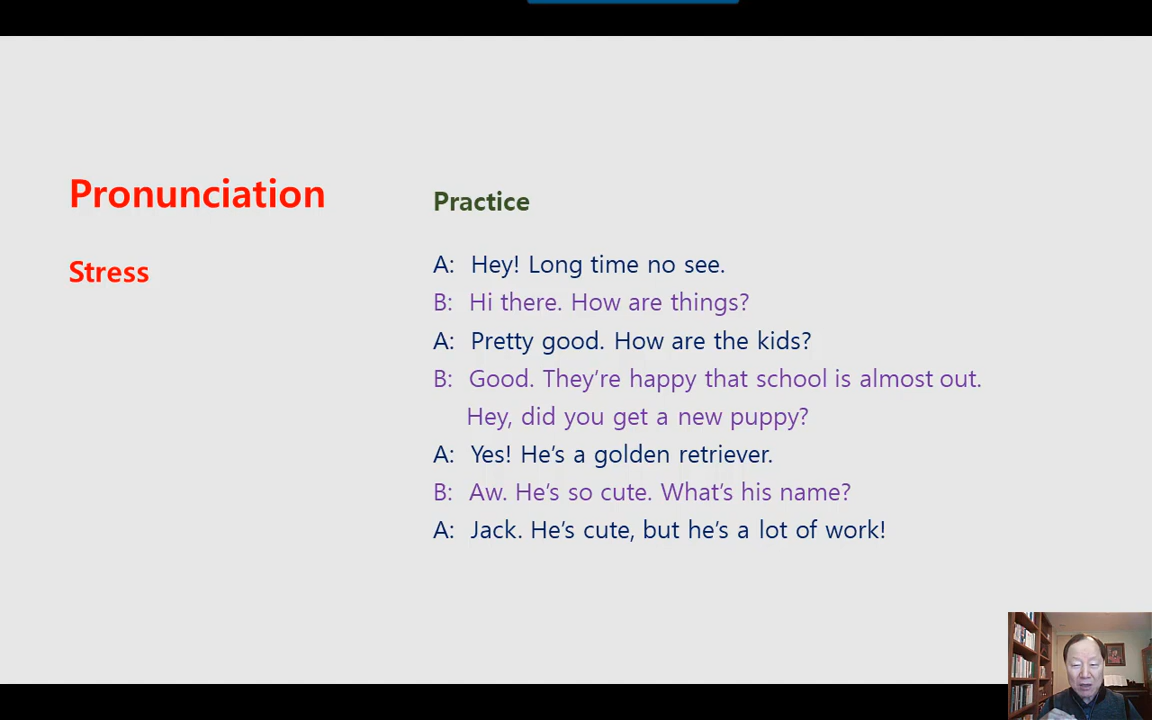 Pronunciation
Stress
Practice
A: Hey! Long time no see.
B: Hi there. How are things?
A: Pretty good. How are the kids?
B: Good. They’re happy that school is almost out.
Hey, did you get a new puppy?
A: Yes! He’s a golden retriever.
B: Aw. He’s so cute. What’s his name?
A: Jack. He’s cute, but he’s a lot of work!